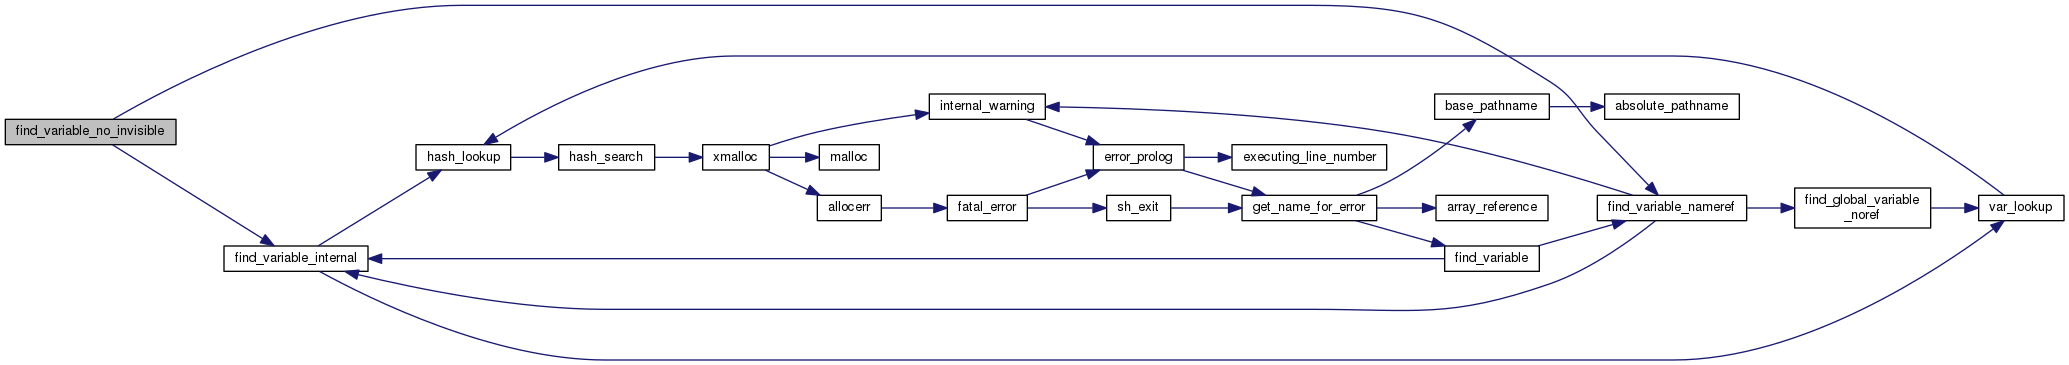 find_variable_no_invisible
find_variable_internal
hash_lookup
hash_search
xmalloc
internal_warning
malloc
allocerr
fatal_error
error_prolog
sh_exit
executing_line_number
get_name_for_error
base_pathname
array_reference
find_variable
absolute_pathname
find_variable_nameref
find_global_variable
_noref
var_lookup